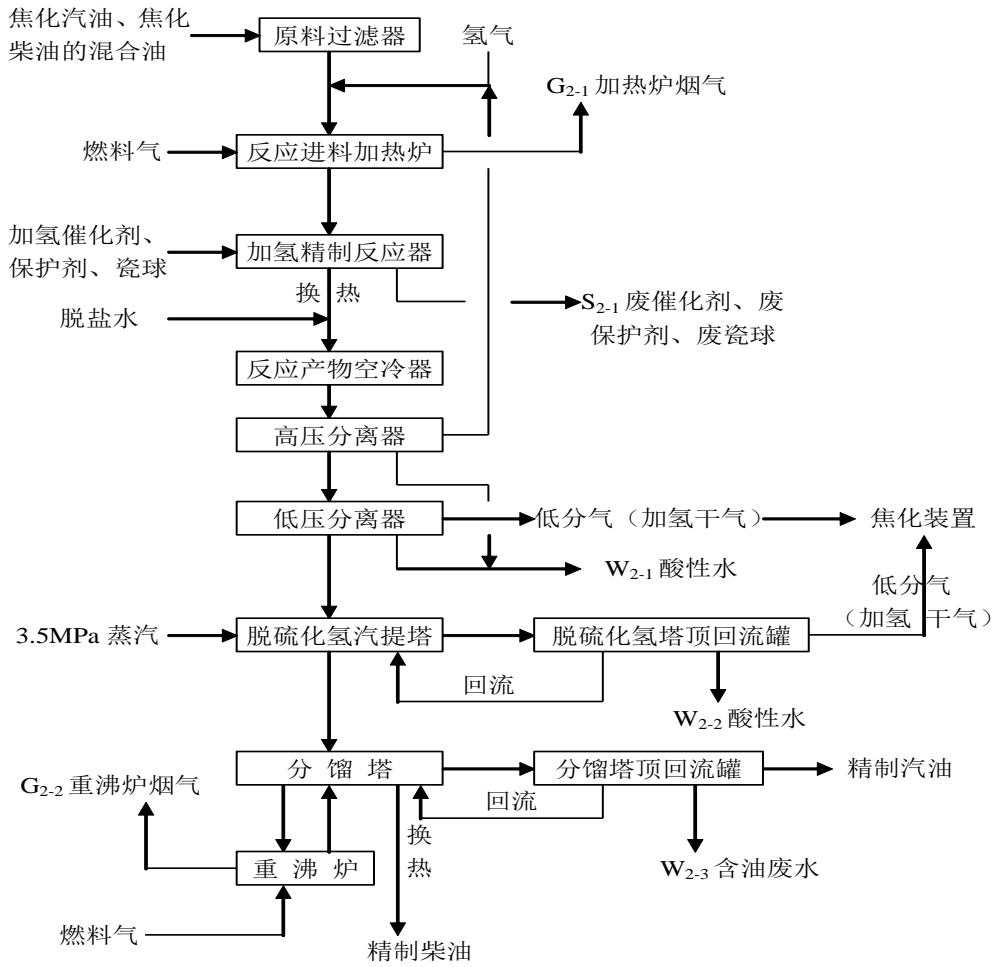 焦化汽油、焦化
柴油的混合油
原料过滤器
氢气
G2-1 加热炉烟气
燃料气
反应进料加热炉
加氢催化剂、
保护剂、瓷球
加氢精制反应器
换 热
S2-1 废催化剂、废
保护剂、废瓷球
脱盐水
反应产物空冷器
高压分离器
低压分离器
低分气（加氢干气）
焦化装置
W2-1 酸性水
低分气
（加氢 干气）
3.5MPa 蒸汽
脱硫化氢汽提塔
脱硫化氢塔顶回流罐
回流
W2-2 酸性水
分 馏 塔
分馏塔顶回流罐
精制汽油
G2-2 重沸炉烟气
回流
换
热
重 沸 炉
W2-3 含油废水
燃料气
精制柴油